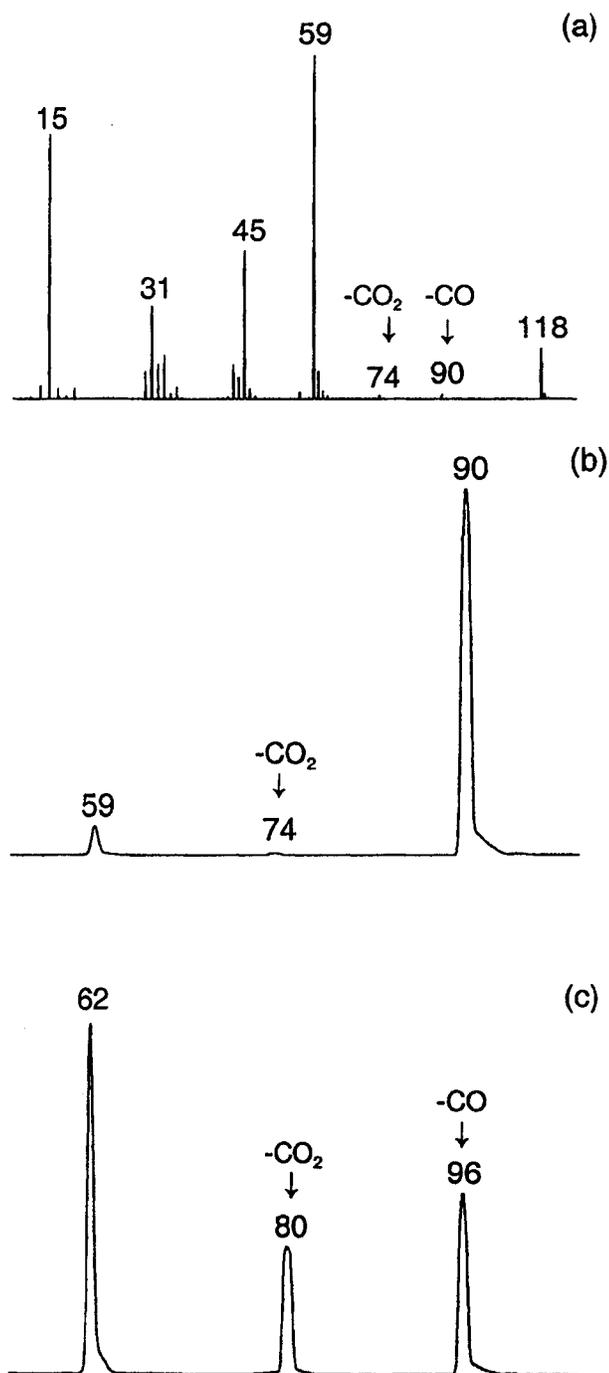 (a)
59
15
45
31
-CO₂ -CO
↓ ↓
118
74 90
(b)
90
-CO₂
↓
59
74
(c)
62
-CO
↓
-CO₂
↓
96
80